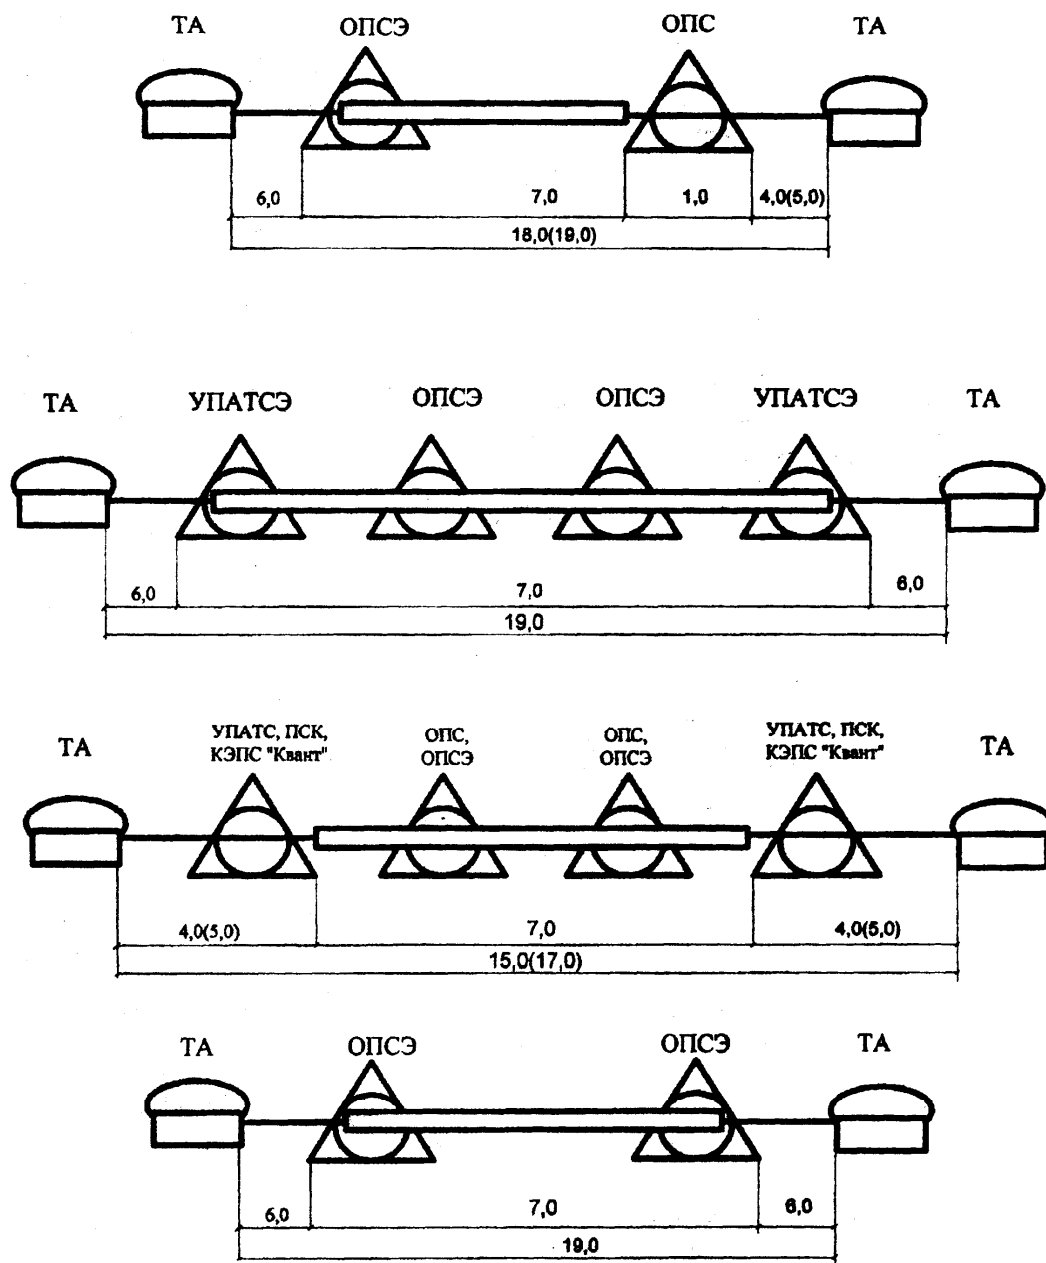 ТА ОПСЭ ОПС ТА
6,0 7,0 1,0 4,0(5,0)
18,0(19,0)
ТА УПАТСЭ ОПСЭ ОПСЭ УПАТСЭ ТА
6,0 7,0 6,0
19,0
УПАТС, ПСК, ОПС, ОПС, УПАТС, ПСК,
ТА КЭПС "Квант" ОПСЭ ОПСЭ КЭПС "Квант" ТА
4,0(5,0) 7,0 4,0(5,0)
15,0(17,0)
ТА ОПСЭ ОПСЭ ТА
6,0 7,0 6,0
19,0